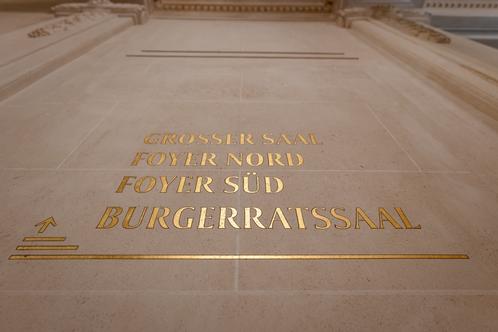 GROSSER SAAL
FOYER NORD
FOYER SÜD
BURGERRATSSAAL